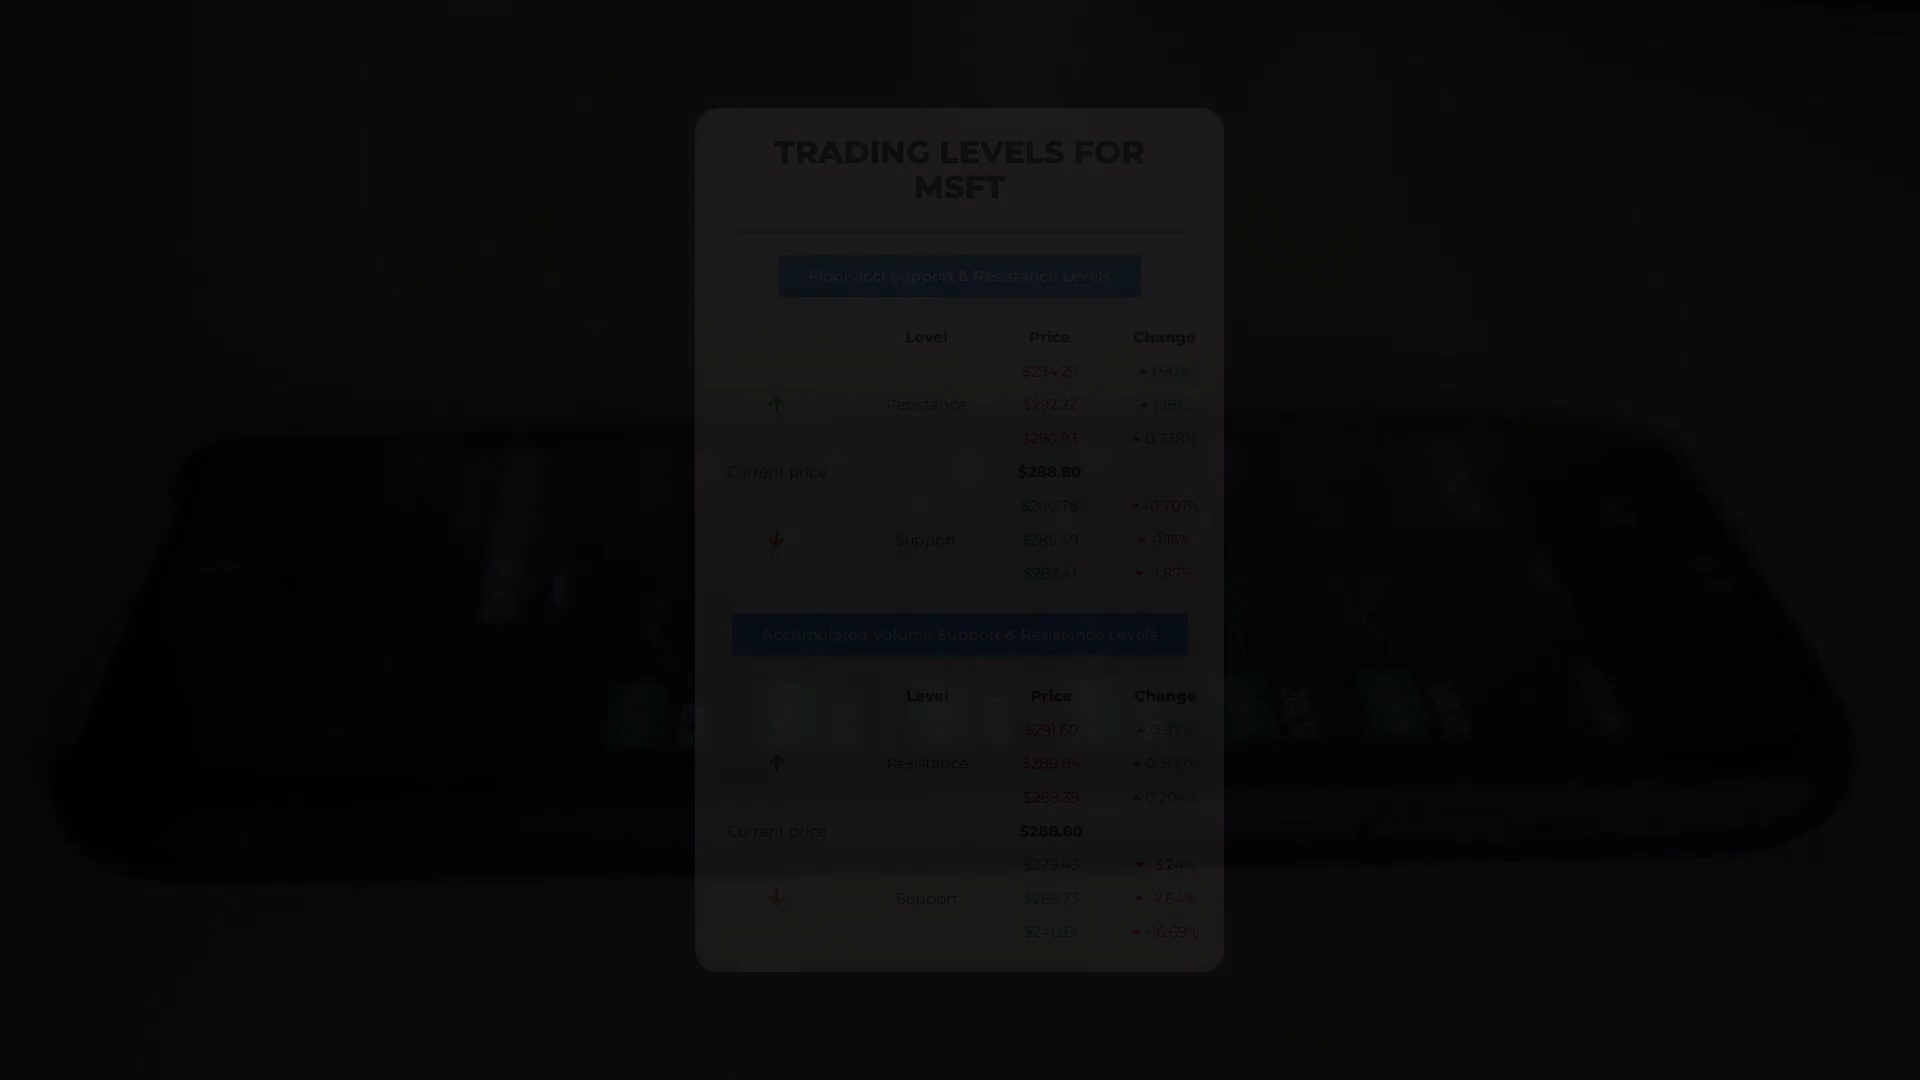 TRADING LEVELS FOR
MSFT
Fibonacci Support & Resistance Levels
Level Price Change
$294.29 1.90%
Resistance $292.22 1.18%
$290.93 0.738%
Current price $288.80
$286.78 -0.701%
Support $285.49 -1.15%
$283.41 -1.87%
Accumulated Volume Support & Resistance Levels
Level Price Change
$291.60 0.97%
Resistance $289.84 0.360%
$289.39 0.204%
Current price $288.80
$279.43 -3.24%
Support $266.73 -7.64%
$240.61 -16.69%